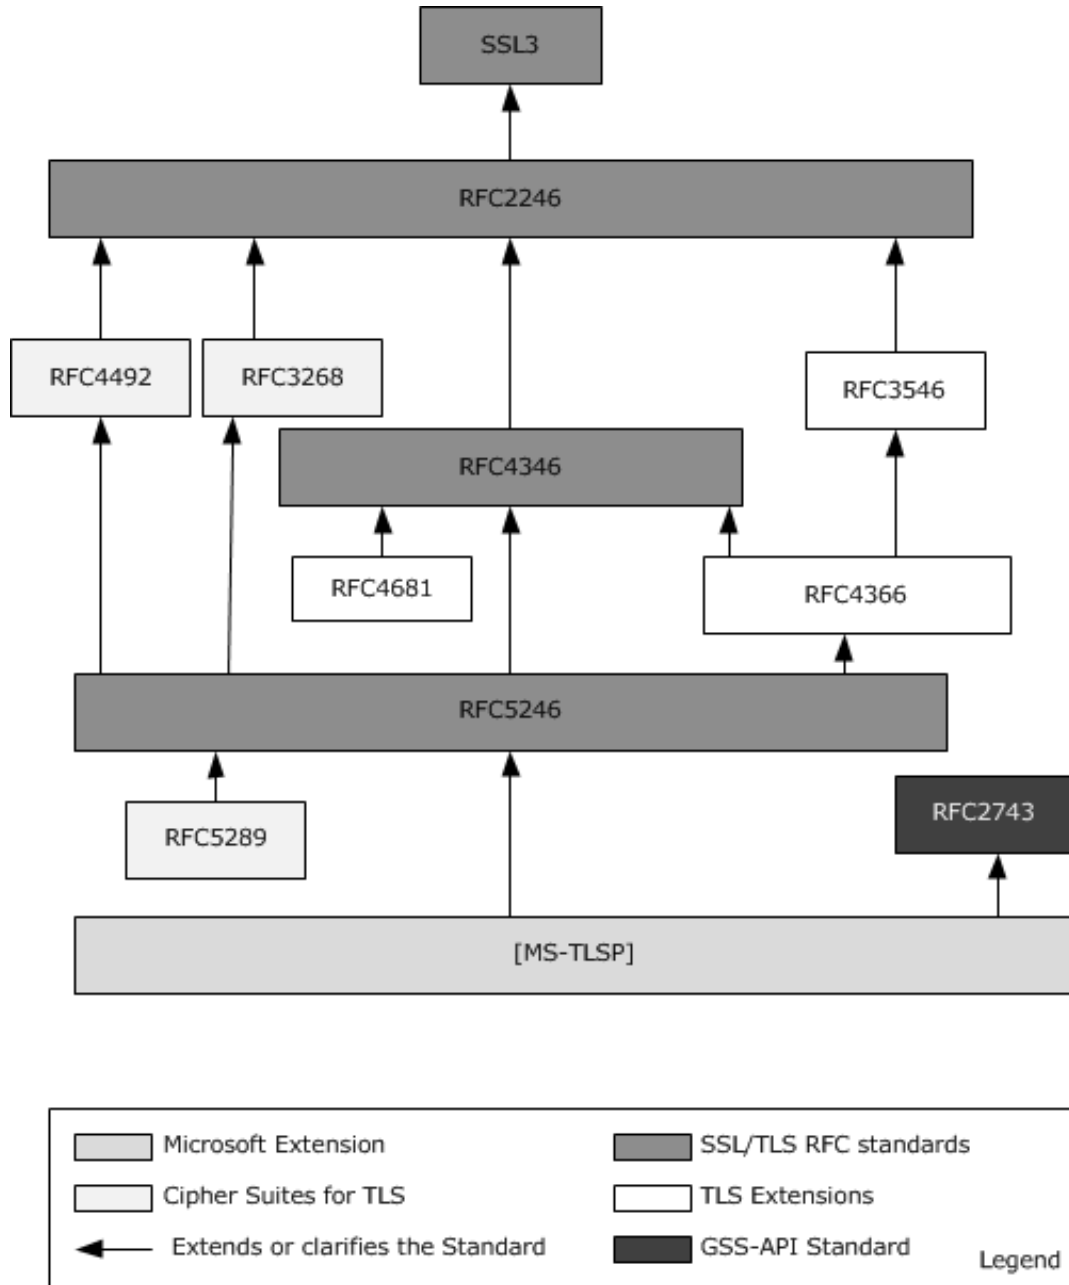 SSL3
RFC2246
RFC4492
RFC3268
RFC3546
RFC4346
RFC4681
RFC4366
RFC5246
RFC5289
RFC2743
[MS-TLSP]
Microsoft Extension
SSL/TLS RFC standards
Cipher Suites for TLS
TLS Extensions
Extends or clarifies the Standard
GSS-API Standard
Legend